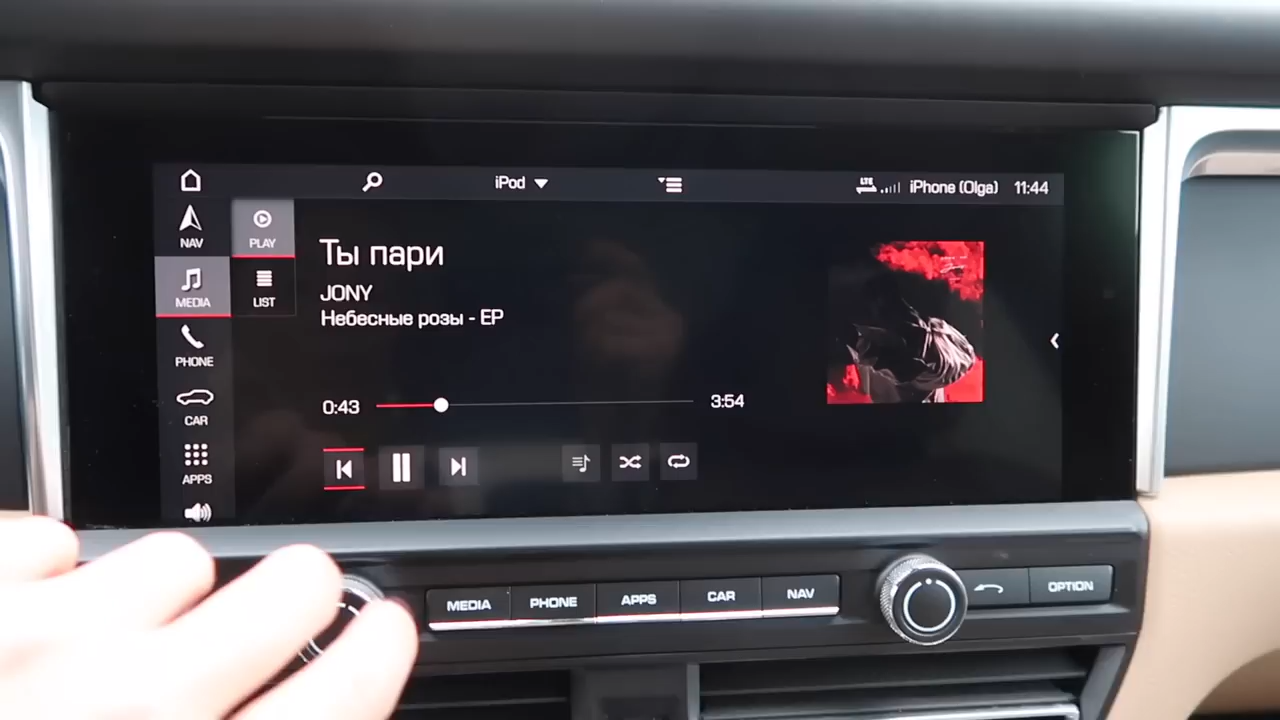 iPod
LTE
iPhone (Olga)
11:44
NAV
PLAY
MEDIA
LIST
PHONE
CAR
APPS
Ты пари
JONY
Небесные розы - EP
0:43
3:54
MEDIA
PHONE
APPS
CAR
NAV
OPTION